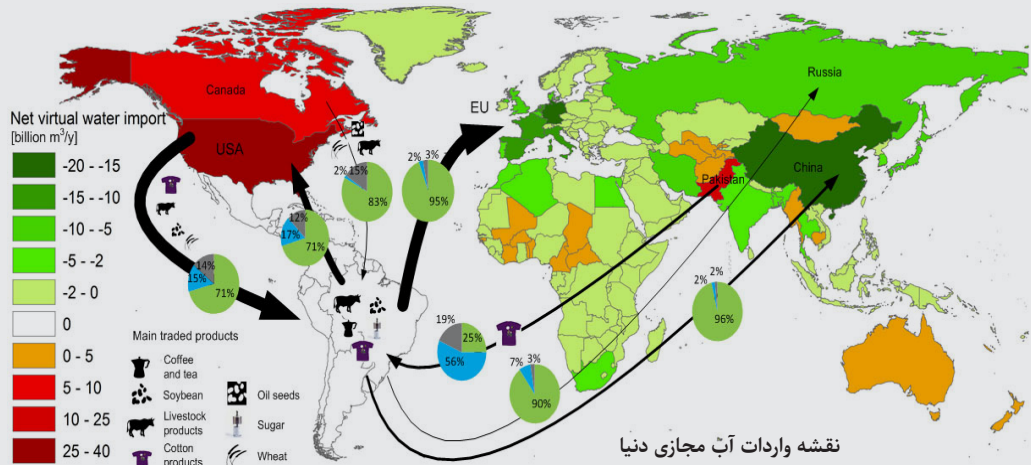 Canada
USA
EU
Russia
China
Pakistan
Net virtual water import
[billion m³/y]
-20 - -15
-15 - -10
-10 - -5
-5 - -2
-2 - 0
0
0 - 5
5 - 10
10 - 25
25 - 40
Main traded products
Coffee
and tea
Soybean
Livestock
products
Cotton
products
Oil seeds
Sugar
Wheat
14%
15%
71%
12%
17%
71%
2%
15%
83%
2%
3%
95%
19%
25%
56%
7%
3%
90%
2%
2%
96%
نقشه واردات آب مجازی دنیا